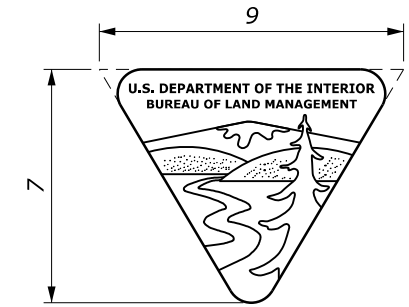 9
U.S. DEPARTMENT OF THE INTERIOR
BUREAU OF LAND MANAGEMENT
7